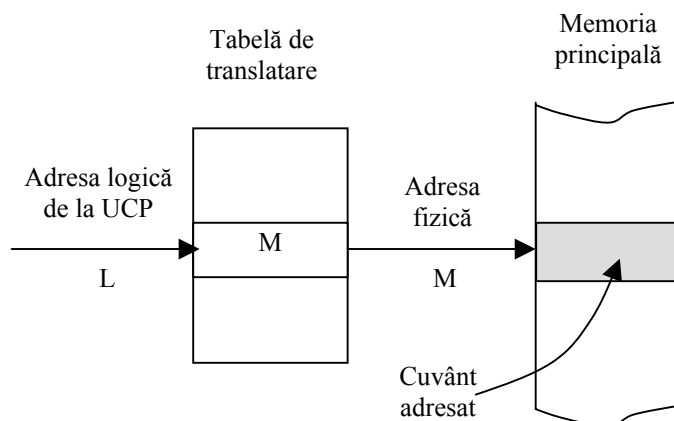 Tabelă de
translatare
Memoria
principală
Adresa logică
de la UCP
L
M
Adresa
fizică
M
Cuvânt
adresat